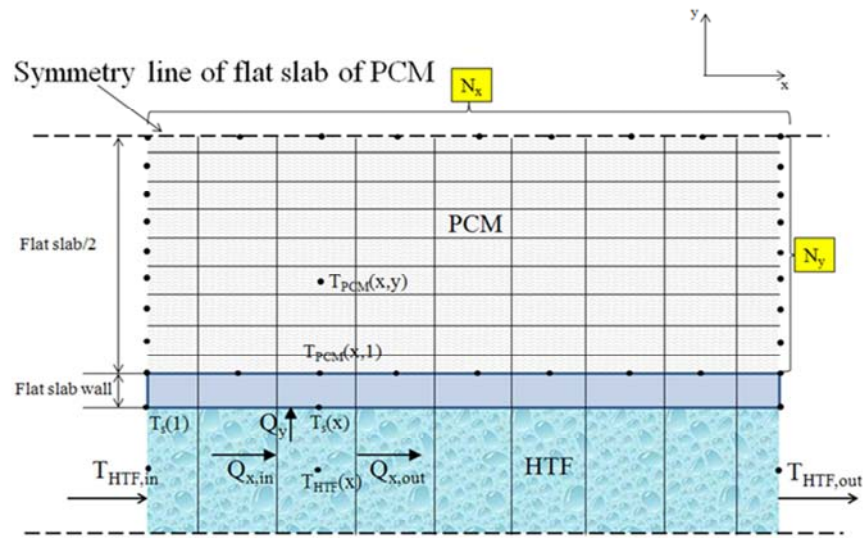 y
x
Symmetry line of flat slab of PCM
Nx
PCM
Flat slab/2
Ny
TPCM(x,y)
TPCM(x,1)
Flat slab wall
Ts(1)
Qy
Ts(x)
THTF,in
Qx,in
THTF(x)
Qx,out
HTF
THTF,out